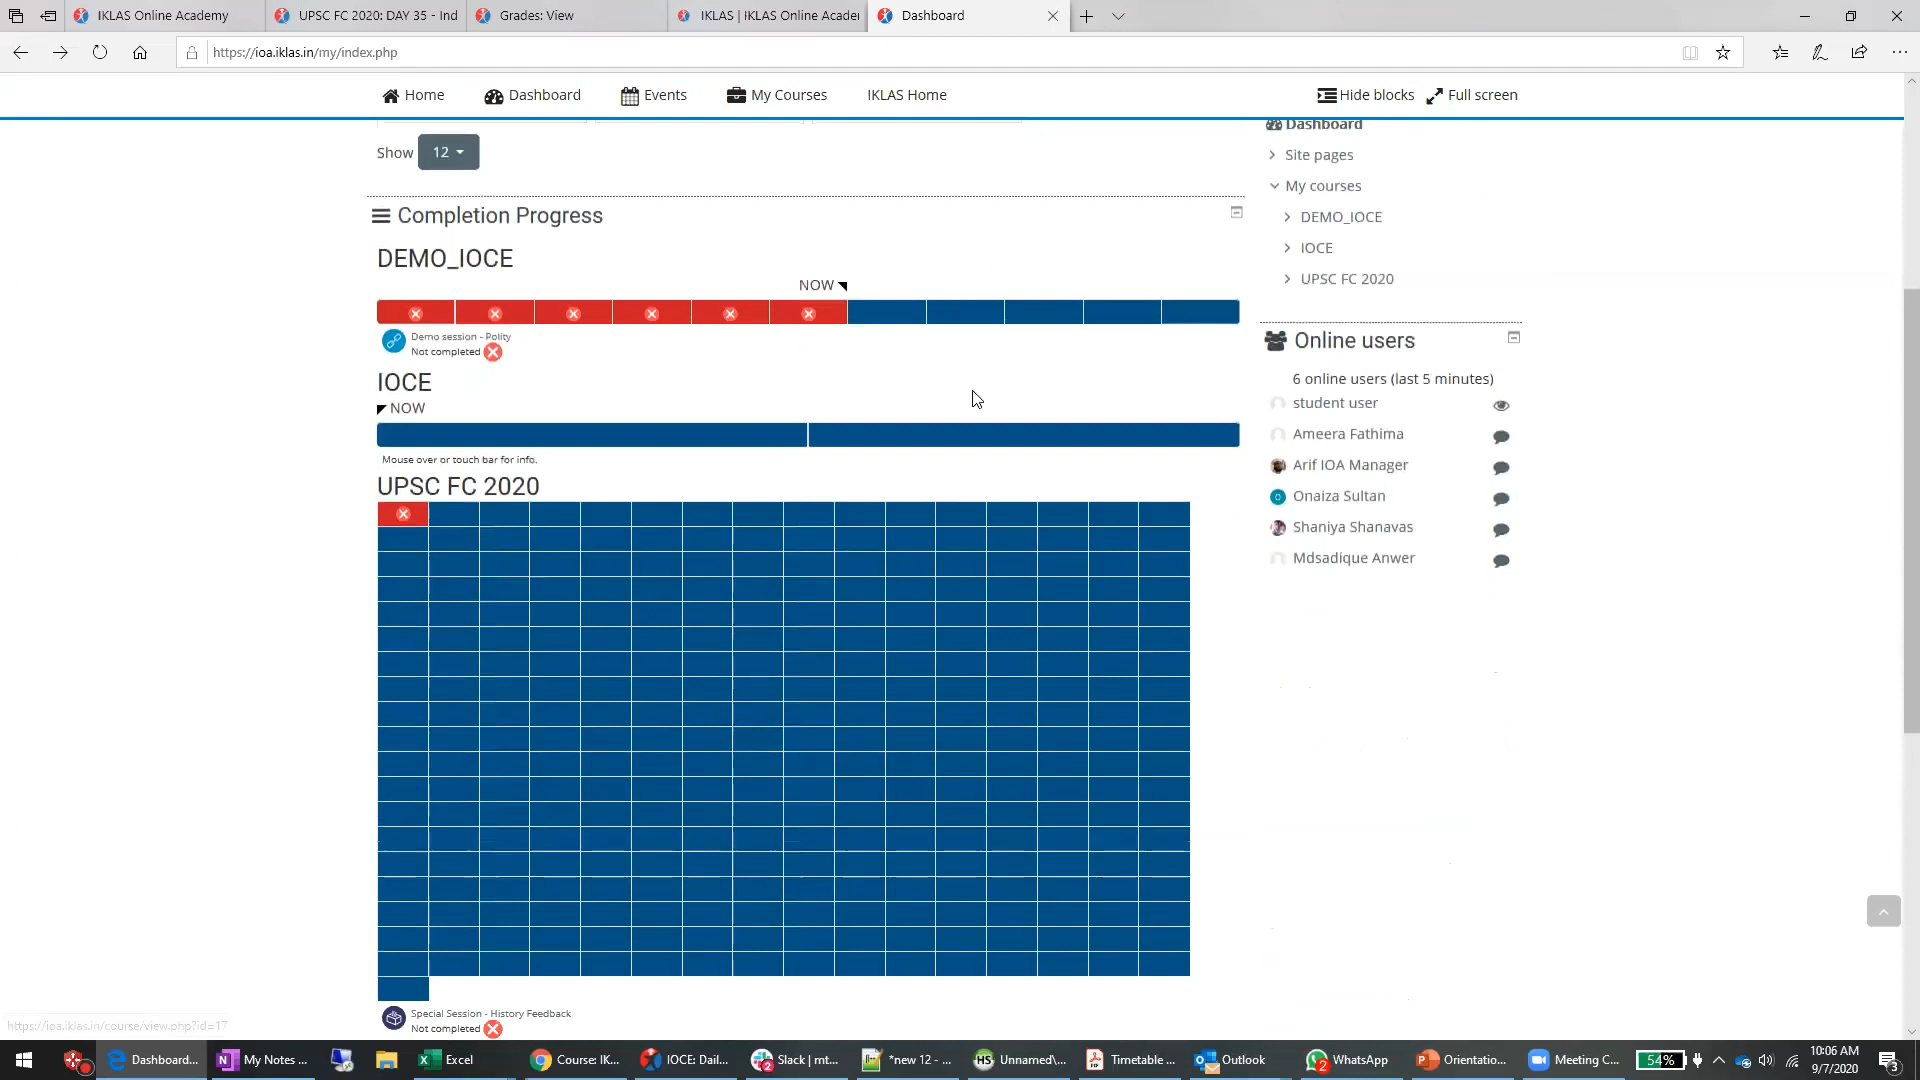 IKLAS Online Academy
UPSC FC 2020: DAY 35 - Ind
Grades: View
IKLAS | IKLAS Online Acader
Dashboard
https://ioa.iklas.in/my/index.php
Home
Dashboard
Events
My Courses
IKLAS Home
Hide blocks
Full screen
Show 12
Completion Progress
DEMO_IOCE
NOW
Demo session - Polity
Not completed
IOCE
NOW
Mouse over or touch bar for info.
UPSC FC 2020
Special Session - History Feedback
Not completed
Dashboard
Site pages
My courses
DEMO_IOCE
IOCE
UPSC FC 2020
Online users
6 online users (last 5 minutes)
student user
Ameera Fathima
Arif IOA Manager
Onaiza Sultan
Shaniya Shanavas
Mdsadique Anwer
https://ioa.iklas.in/course/view.php?id=17
Dashboard...
My Notes ...
Excel
Course: IK...
IOCE: Dail...
Slack | mt...
*new 12 - ...
Unnamed\...
Timetable ...
Outlook
WhatsApp
Orientatio...
Meeting C...
54%
10:06 AM
9/7/2020